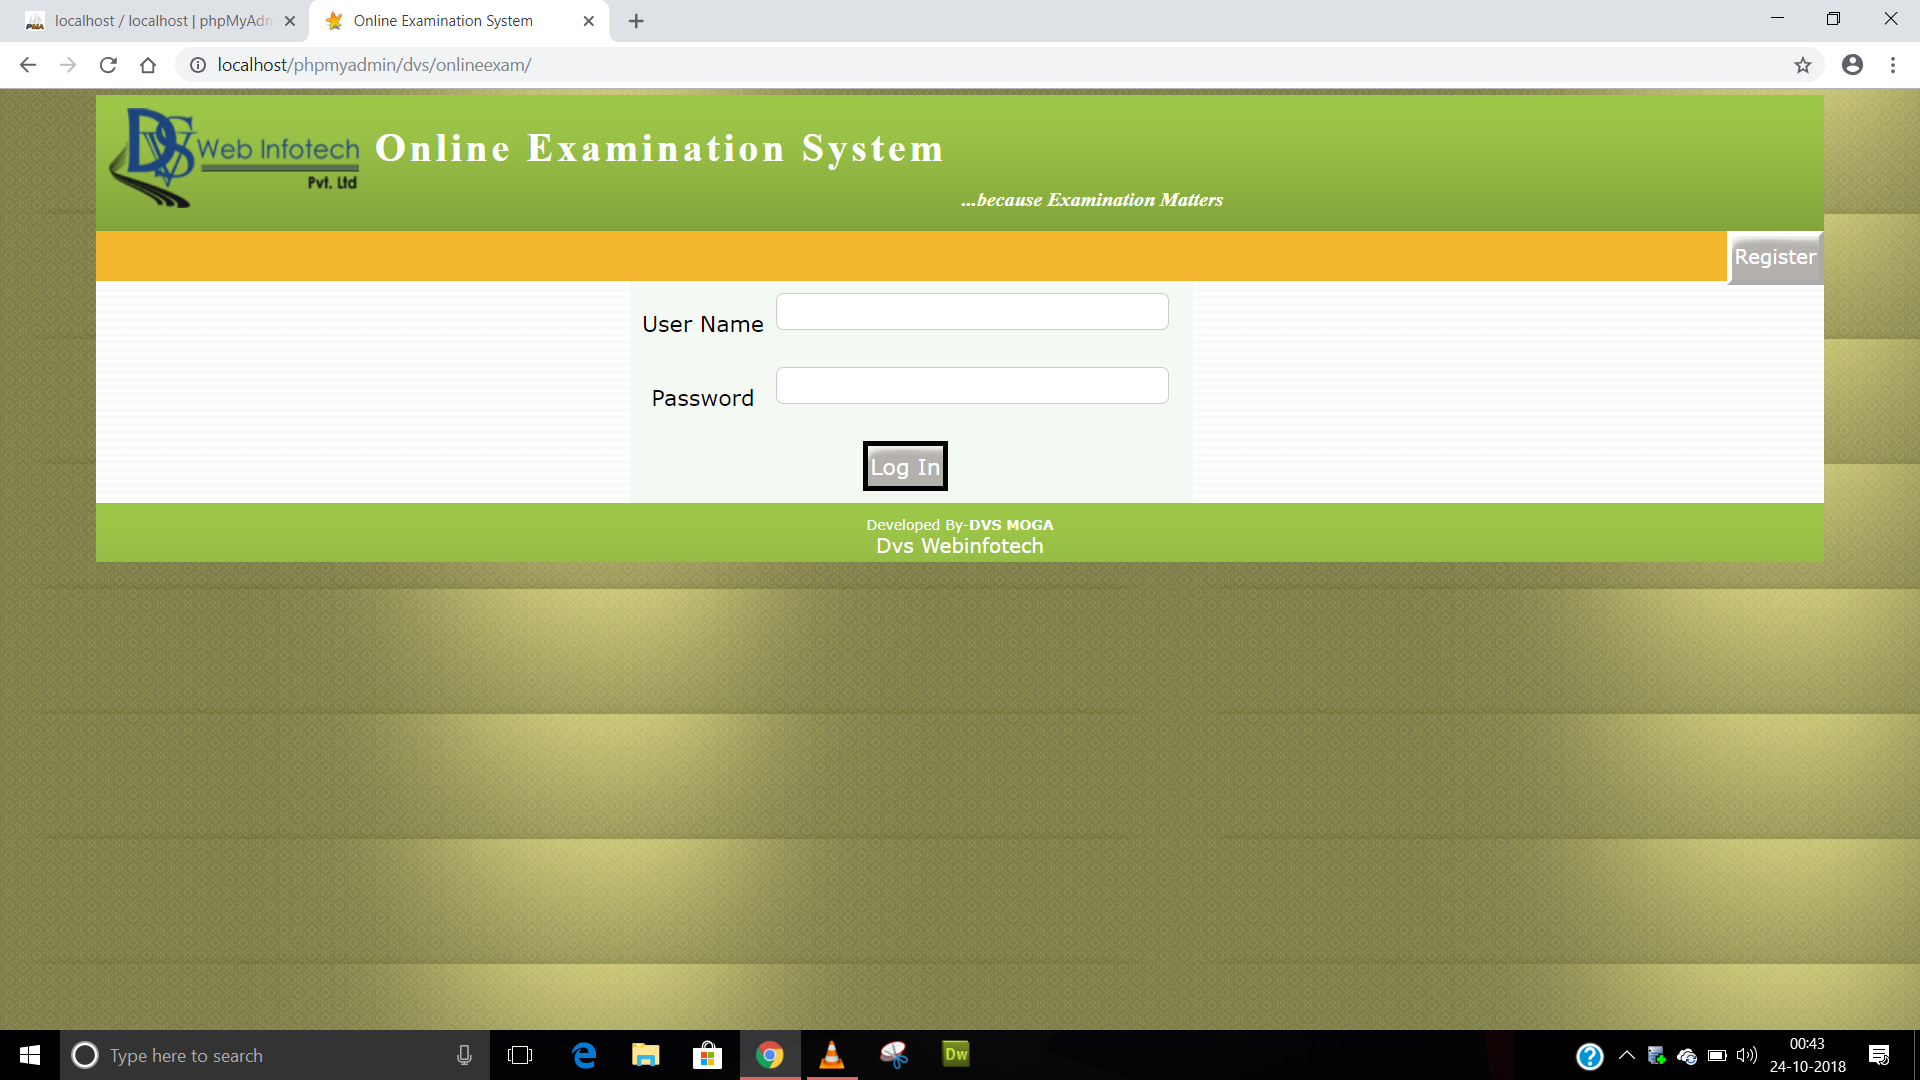 localhost / localhost | phpMyAdm
Online Examination System
localhost/phpmyadmin/dvs/onlineexam/
DVS Web Infotech
Pvt. Ltd
Online Examination System
...because Examination Matters
Register
User Name
Password
Log In
Developed By-DVS MOGA
Dvs Webinfotech
Type here to search
Dw
00:43
24-10-2018